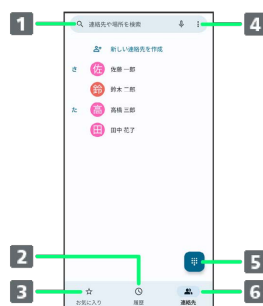 1 連絡先や場所を検索 4
新しい連絡先を作成
さ 佐 佐藤 一郎
鈴 鈴木 二郎
た 高 高橋 三郎
田 田中 花子
5
2
3 お気に入り 履歴 連絡先 6